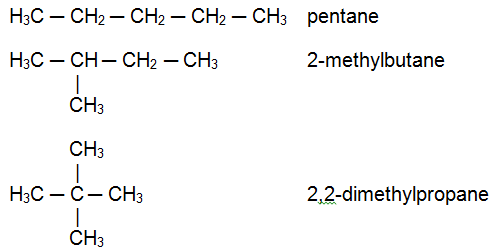 H₃C – CH₂ – CH₂ – CH₂ – CH₃ pentane
H₃C – CH – CH₂ – CH₃ 2-methylbutane
|
CH₃
CH₃
|
H₃C – C – CH₃ 2,2-dimethylpropane
|
CH₃